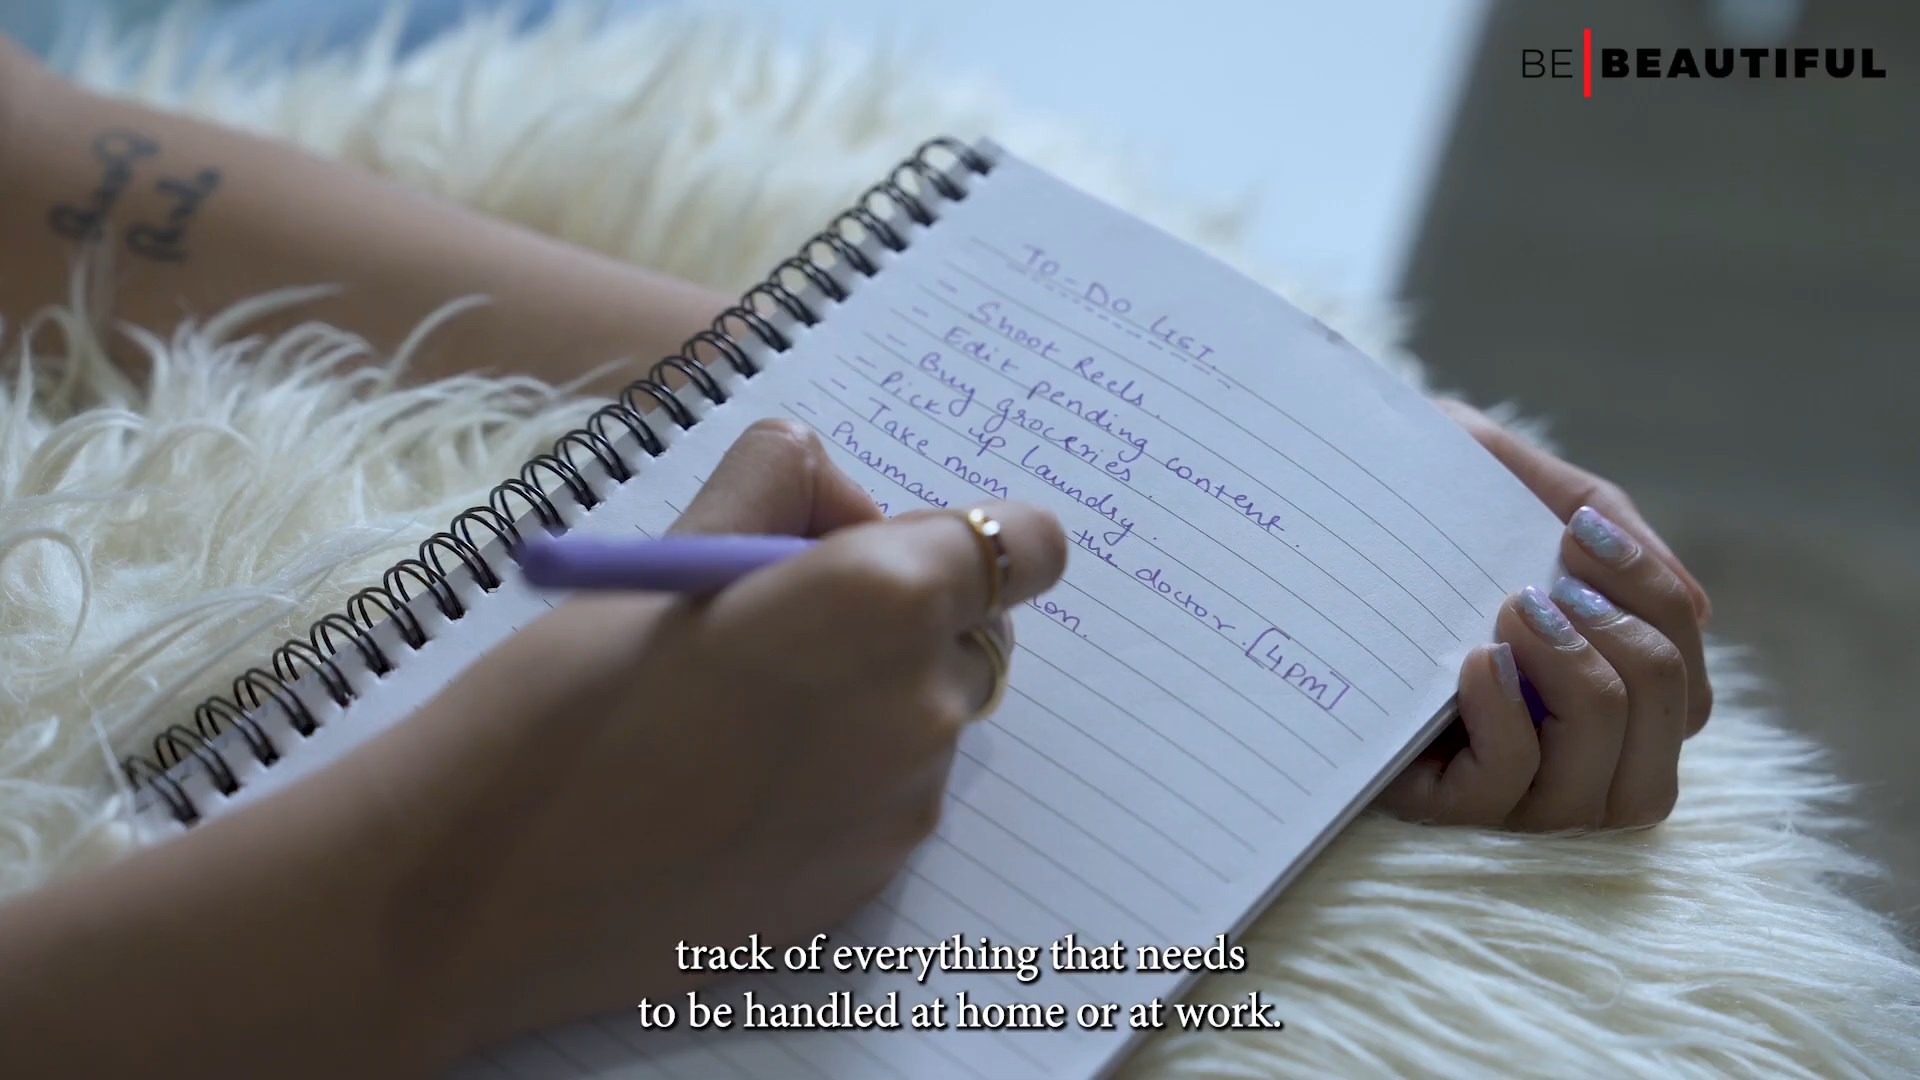 BE BEAUTIFUL
TO-DO LIST.
- Shoot Reels.
- Edit pending content.
- Buy groceries.
- Pick up laundry.
- Take mom the doctor. [4PM]
- Pharmacy
track of everything that needs
to be handled at home or at work.